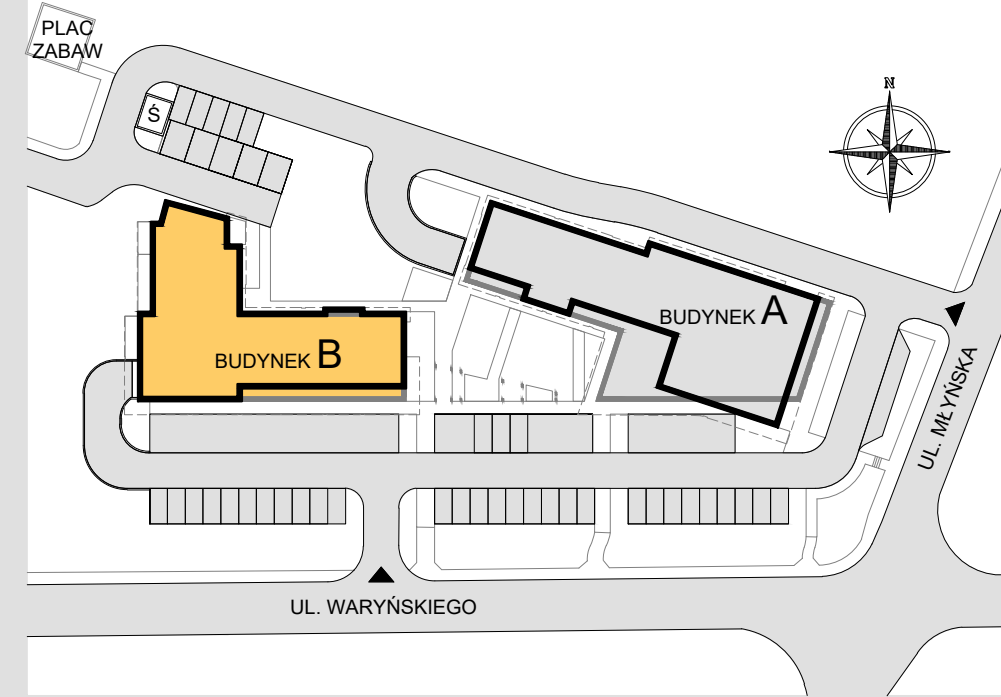 PLAC
ZABAW
Ś
N
BUDYNEK A
BUDYNEK B
UL. MŁYŃSKA
UL. WARYŃSKIEGO